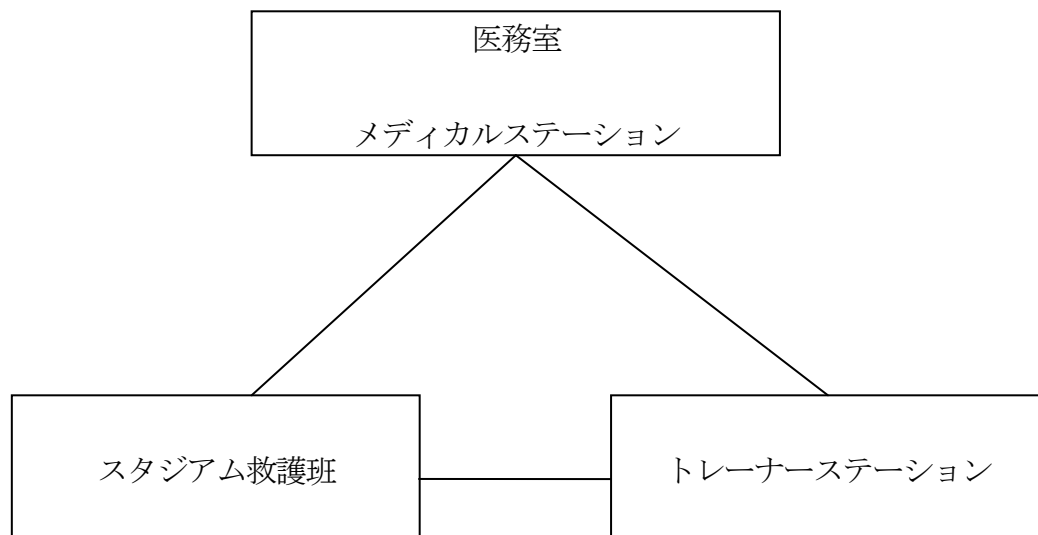 医務室
メディカルステーション
スタジアム救護班
トレーナーステーション